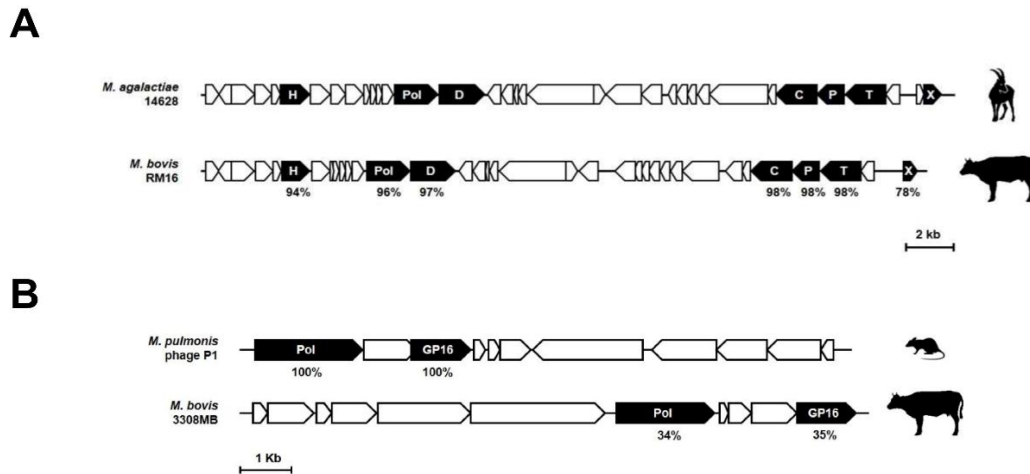 A
M. agalactiae
14628
H Pol D C P T X
M. bovis
RM16
H Pol D C P T X
94% 96% 97% 98% 98% 98% 78%
2 kb
B
M. pulmonis
phage P1
Pol GP16
100% 100%
M. bovis
3308MB
Pol GP16
34% 35%
1 Kb